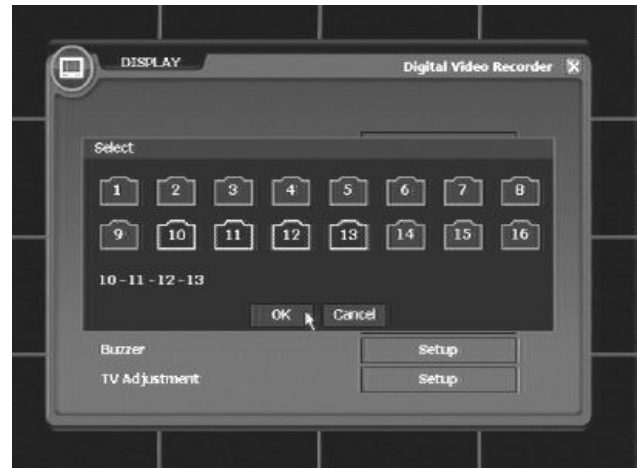 DISPLAY Digital Video Recorder X
Select
1 2 3 4 5 6 7 8
9 10 11 12 13 14 15 16
10-11-12-13
OK Cancel
Buzzer Setup
TV Adjustment Setup